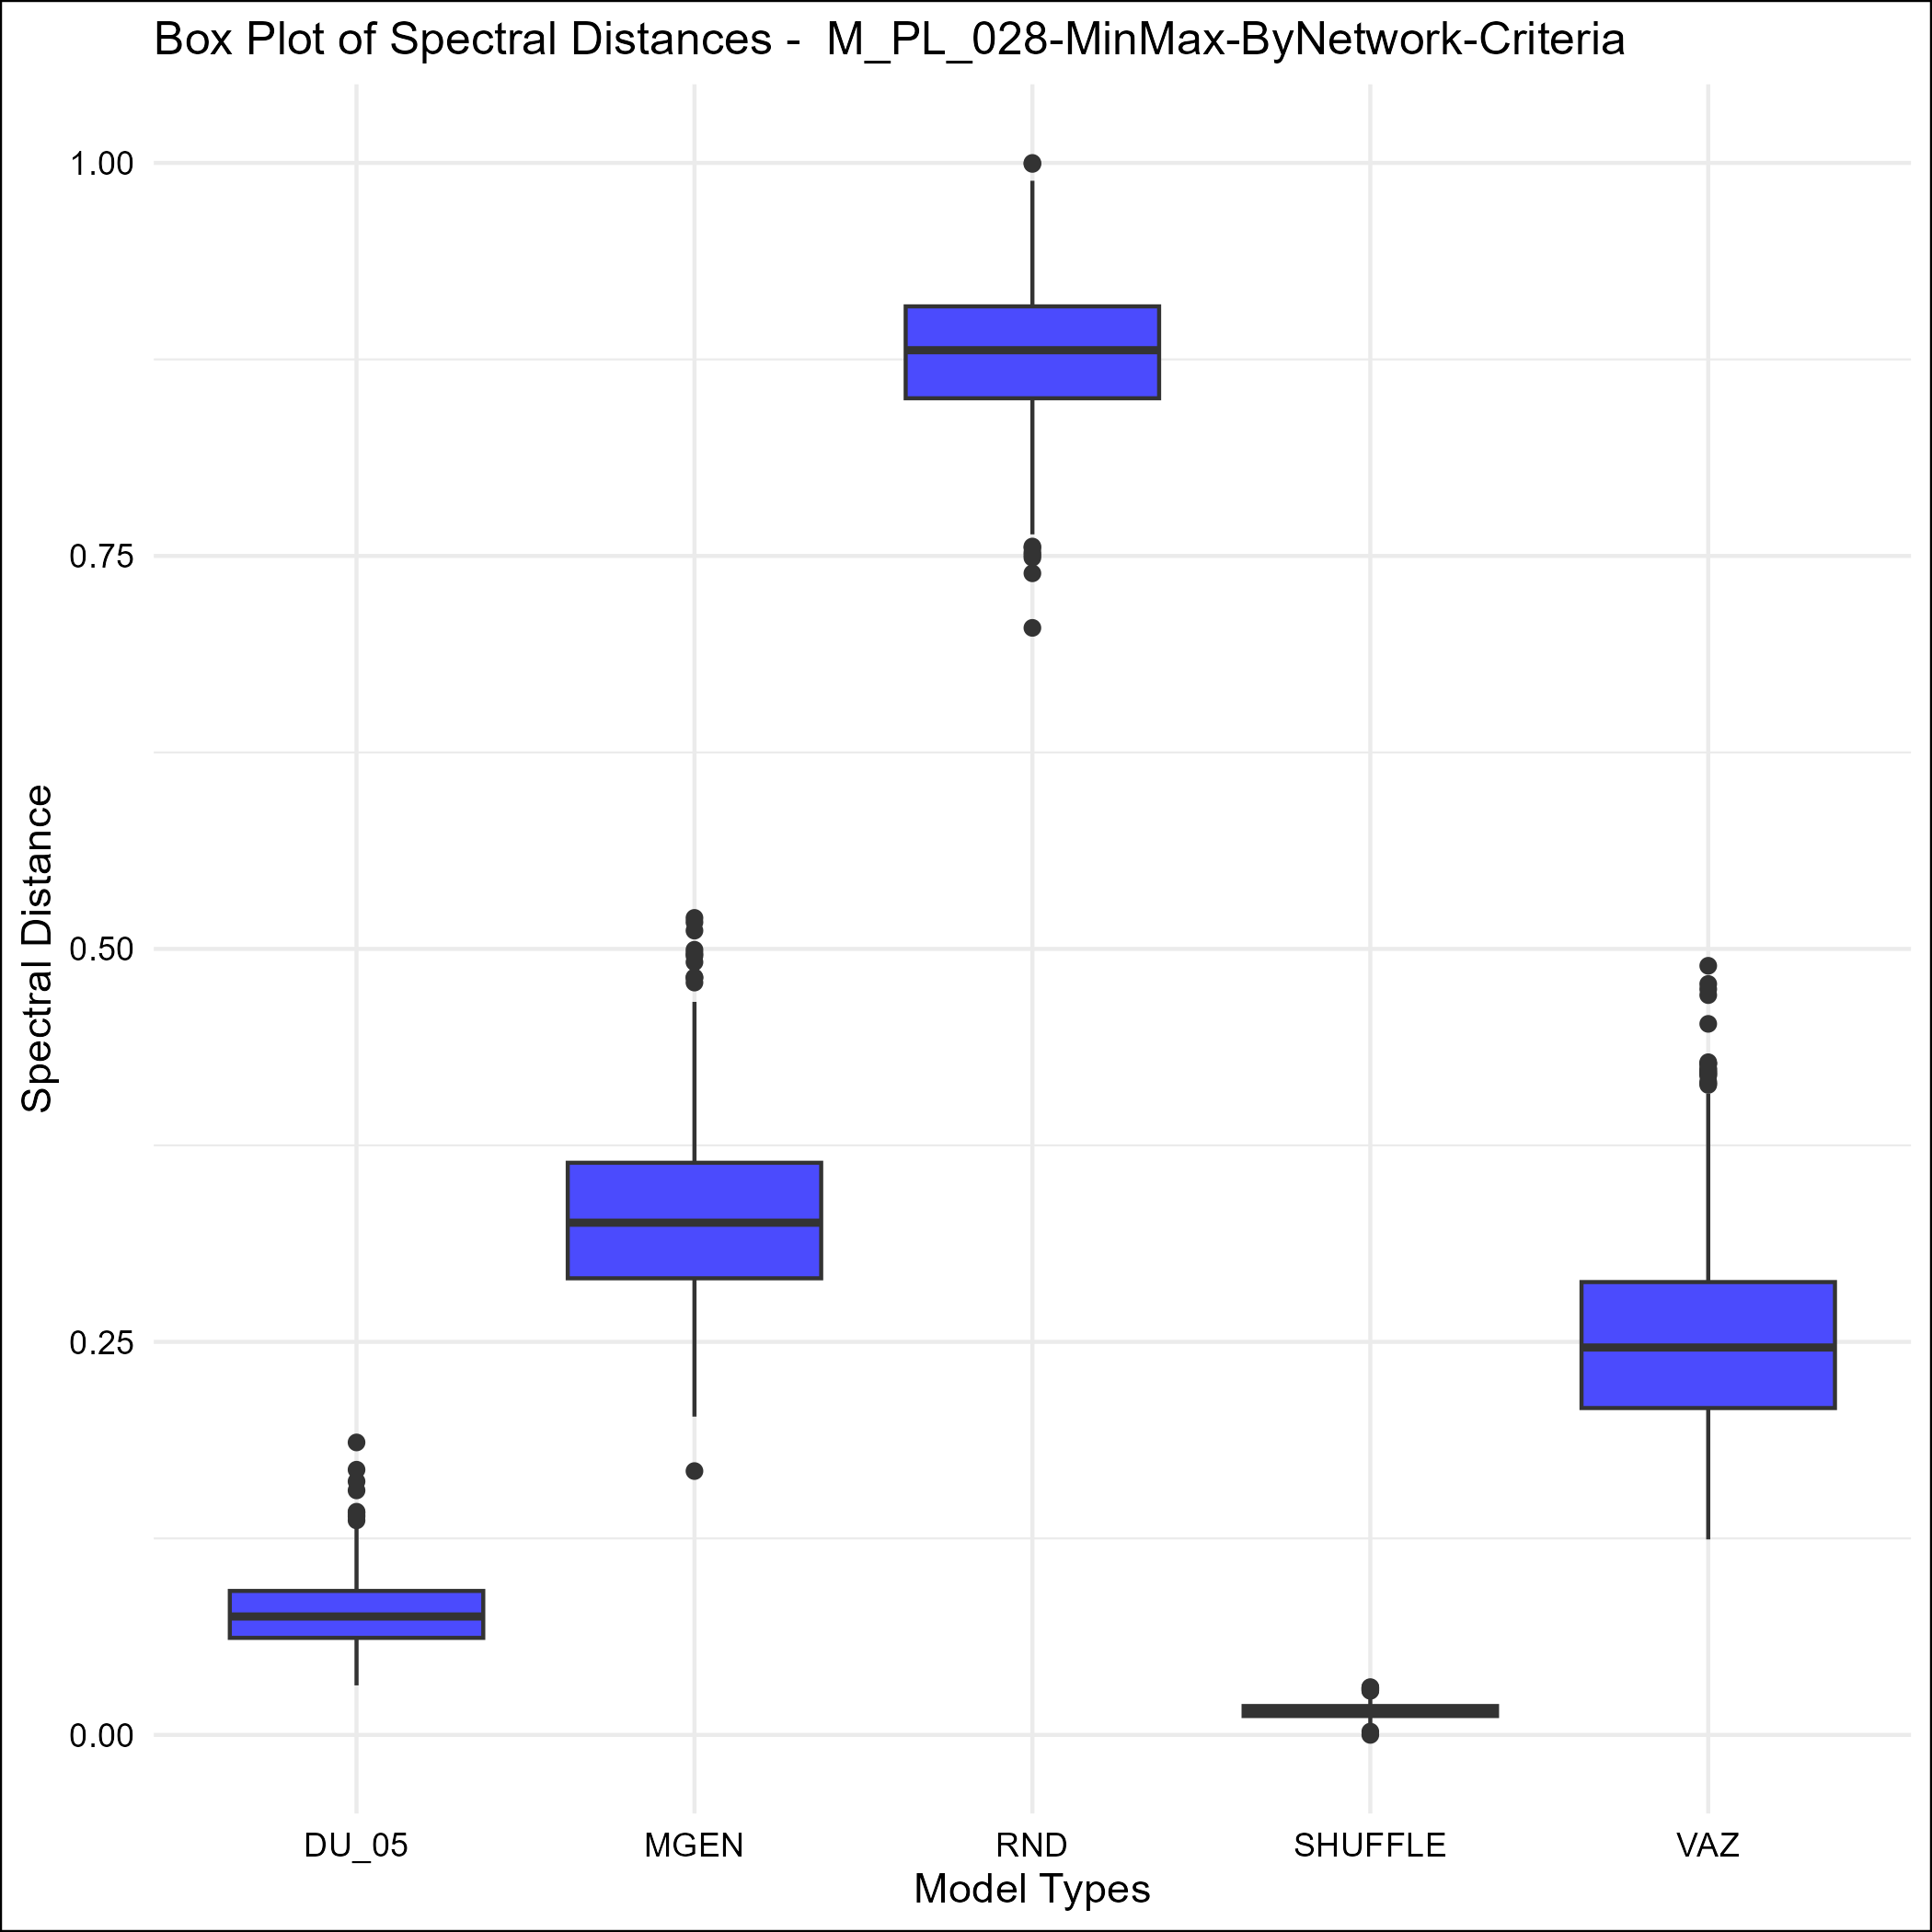 Box Plot of Spectral Distances -  M_PL_028-MinMax-ByNetwork-Criteria
Spectral Distance
1.00
0.75
0.50
0.25
0.00
DU_05 MGEN RND SHUFFLE VAZ
Model Types